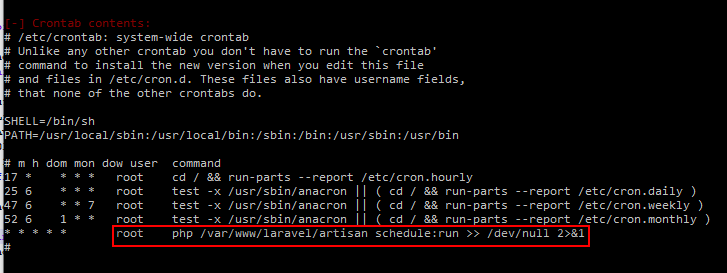 [-] Crontab contents:
# /etc/crontab: system-wide crontab
# Unlike any other crontab you don't have to run the `crontab'
# command to install the new version when you edit this file
# and files in /etc/cron.d. These files also have username fields,
# that none of the other crontabs do.
SHELL=/bin/sh
PATH=/usr/local/sbin:/usr/local/bin:/sbin:/bin:/usr/sbin:/usr/bin
# m h dom mon dow user  command
17 *    * * *   root    cd / && run-parts --report /etc/cron.hourly
25 6    * * *   root    test -x /usr/sbin/anacron || ( cd / && run-parts --report /etc/cron.daily )
47 6    * * 7   root    test -x /usr/sbin/anacron || ( cd / && run-parts --report /etc/cron.weekly )
52 6    1 * *   root    test -x /usr/sbin/anacron || ( cd / && run-parts --report /etc/cron.monthly )
* * * * *       root    php /var/www/laravel/artisan schedule:run >> /dev/null 2>&1
#